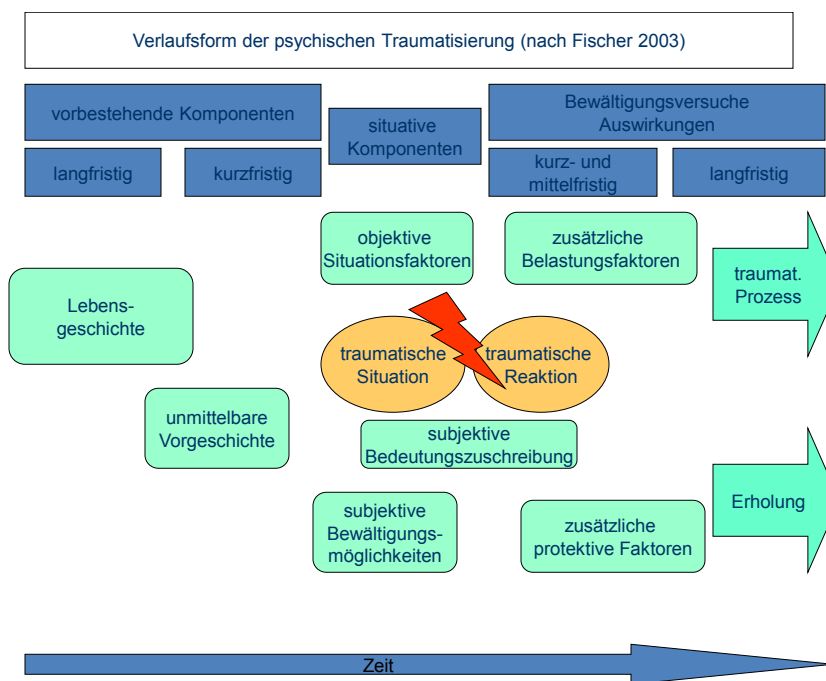 Verlaufsform der psychischen Traumatisierung (nach Fischer 2003)
vorbestehende Komponenten
situative
Komponenten
Bewältigungsversuche
Auswirkungen
langfristig
kurzfristig
kurz- und
mittelfristig
langfristig
objektive
Situationsfaktoren
zusätzliche
Belastungsfaktoren
traumat.
Prozess
Lebens-
geschichte
traumatische
Situation
traumatische
Reaktion
unmittelbare
Vorgeschichte
subjektive
Bedeutungszuschreibung
subjektive
Bewältigungs-
möglichkeiten
zusätzliche
protektive Faktoren
Erholung
Zeit